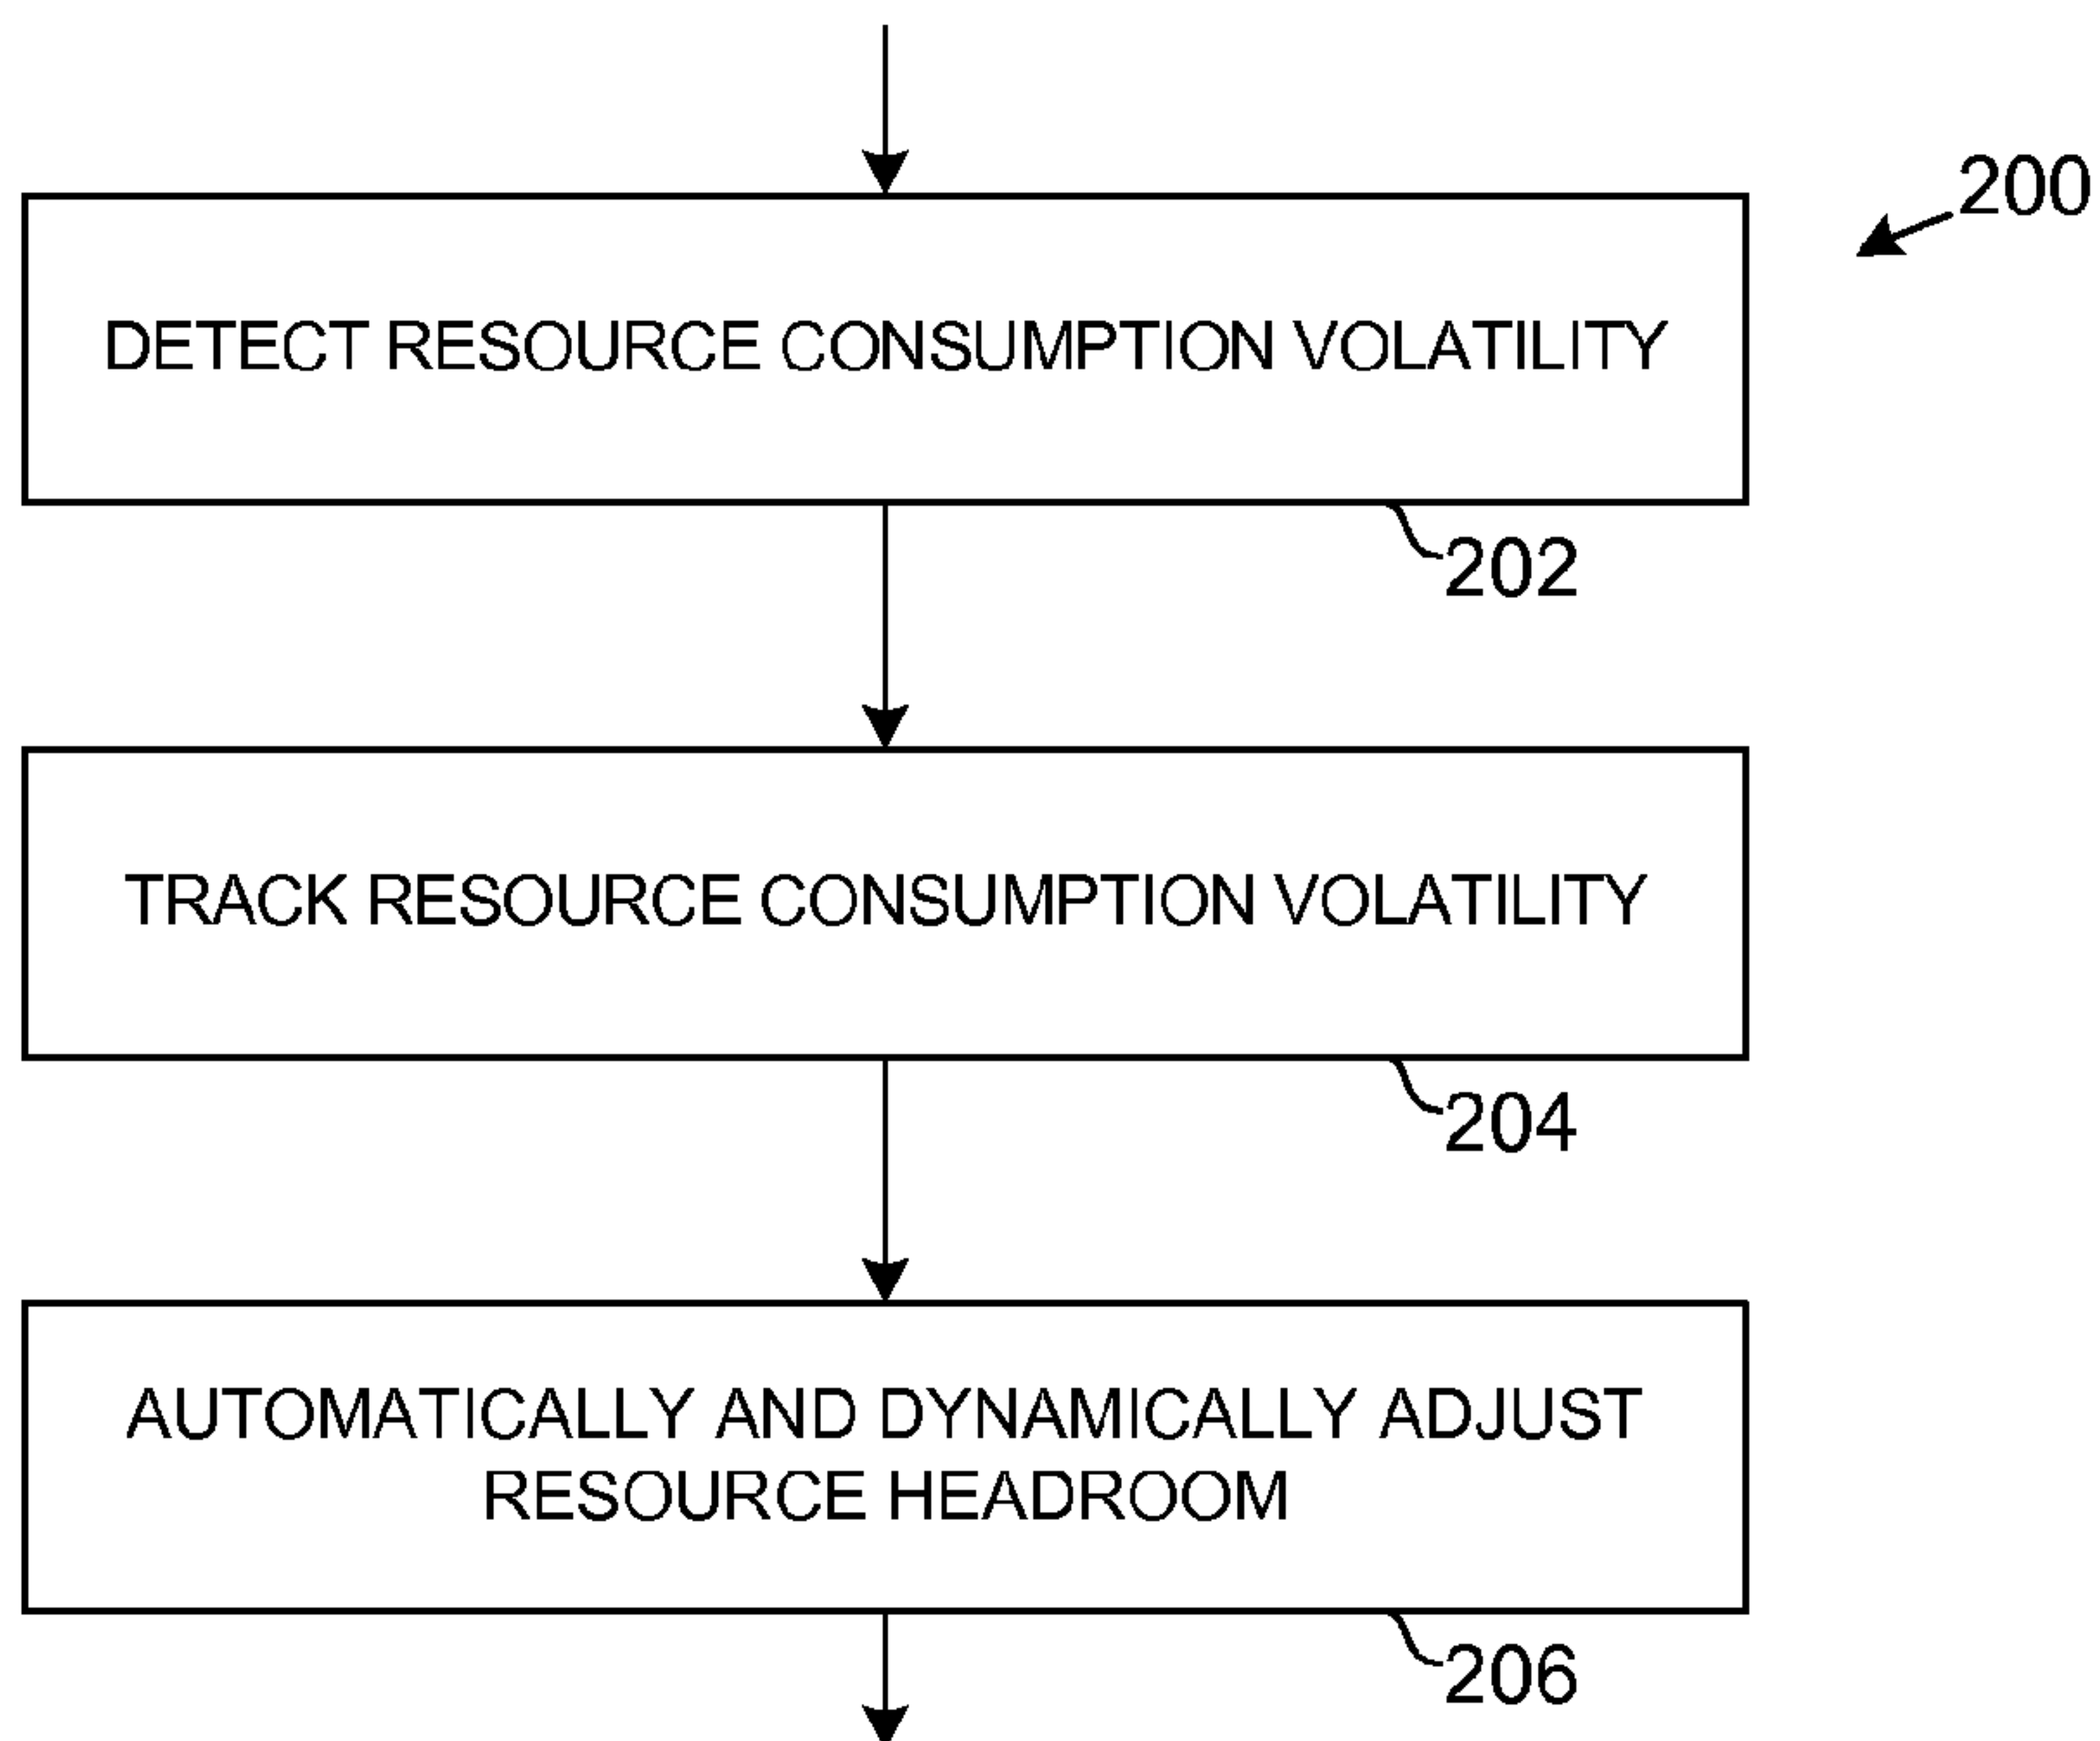 200
DETECT RESOURCE CONSUMPTION VOLATILITY
202
TRACK RESOURCE CONSUMPTION VOLATILITY
204
AUTOMATICALLY AND DYNAMICALLY ADJUST
RESOURCE HEADROOM
206